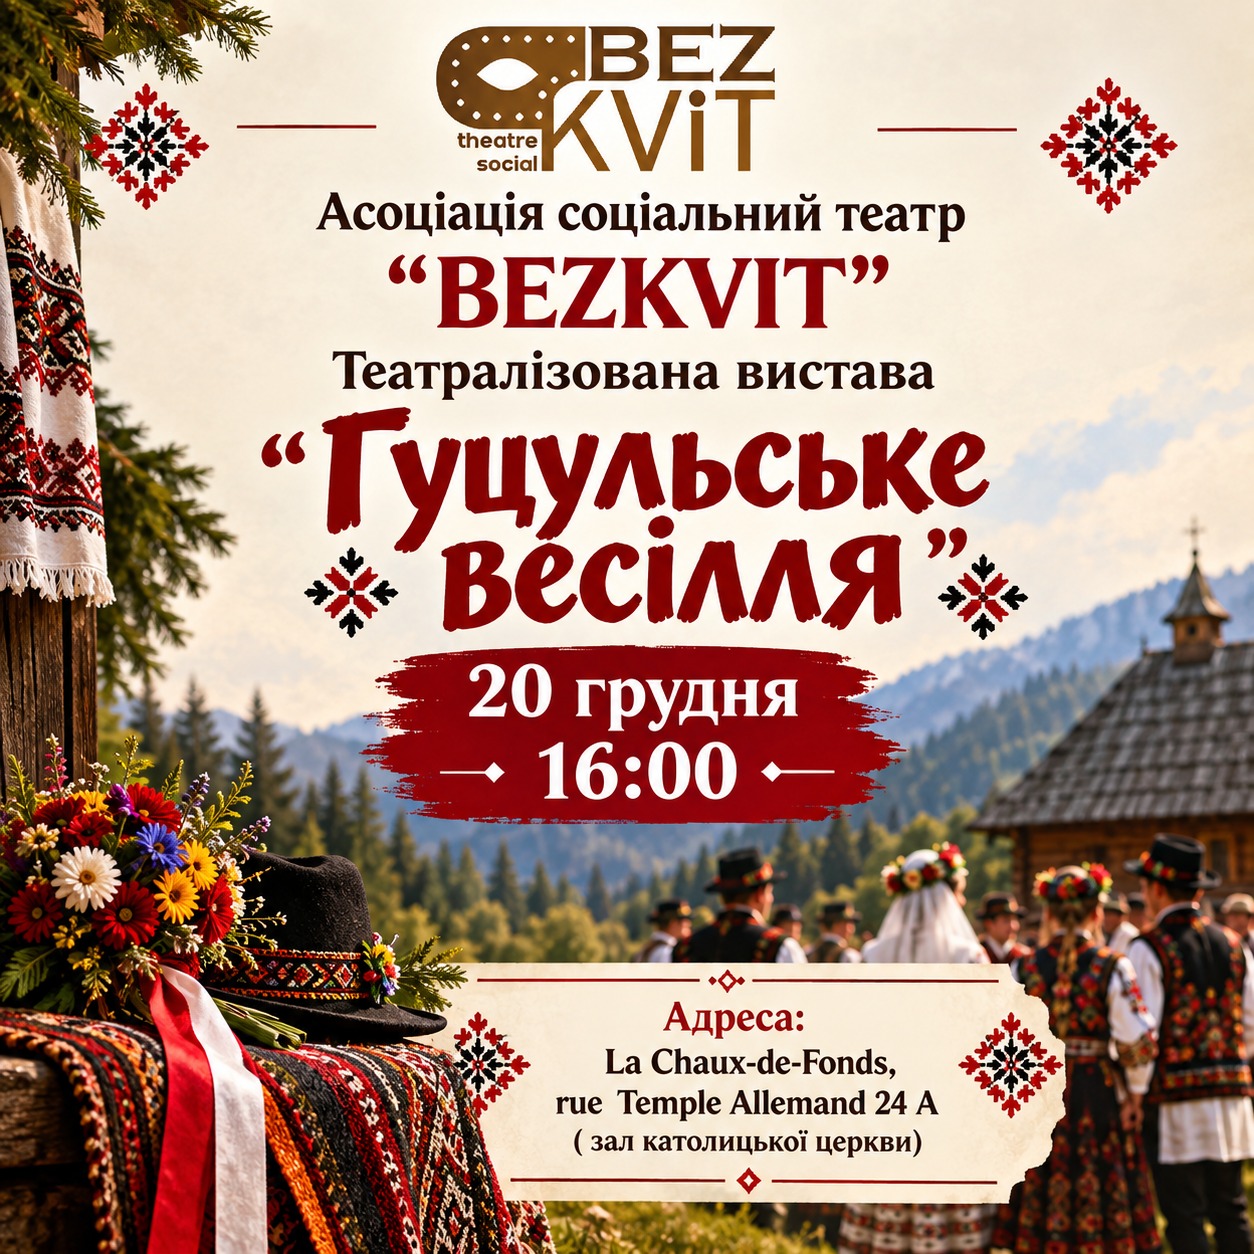 BEZ
KViT
theatre
social
Асоціація соціальний театр
“BEZKVIT”
Театралізована вистава
“Гуцульське
весілля”
20 грудня
16:00
Адреса:
La Chaux-de-Fonds,
rue Temple Allemand 24 A
( зал католицької церкви)